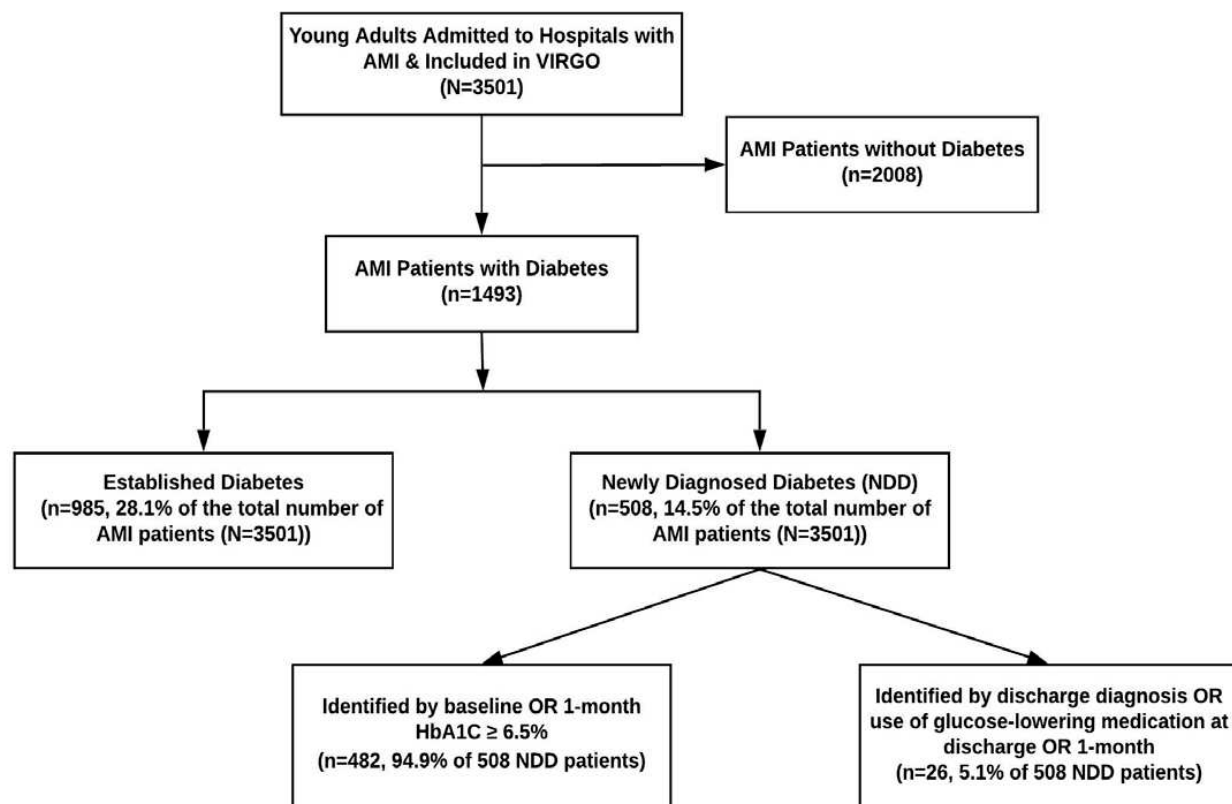 Young Adults Admitted to Hospitals with
AMI & Included in VIRGO
(N=3501)
AMI Patients without Diabetes
(n=2008)
AMI Patients with Diabetes
(n=1493)
Established Diabetes
(n=985, 28.1% of the total number of
AMI patients (N=3501))
Newly Diagnosed Diabetes (NDD)
(n=508, 14.5% of the total number of
AMI patients (N=3501))
Identified by baseline OR 1-month
HbA1C ≥ 6.5%
(n=482, 94.9% of 508 NDD patients)
Identified by discharge diagnosis OR
use of glucose-lowering medication at
discharge OR 1-month
(n=26, 5.1% of 508 NDD patients)